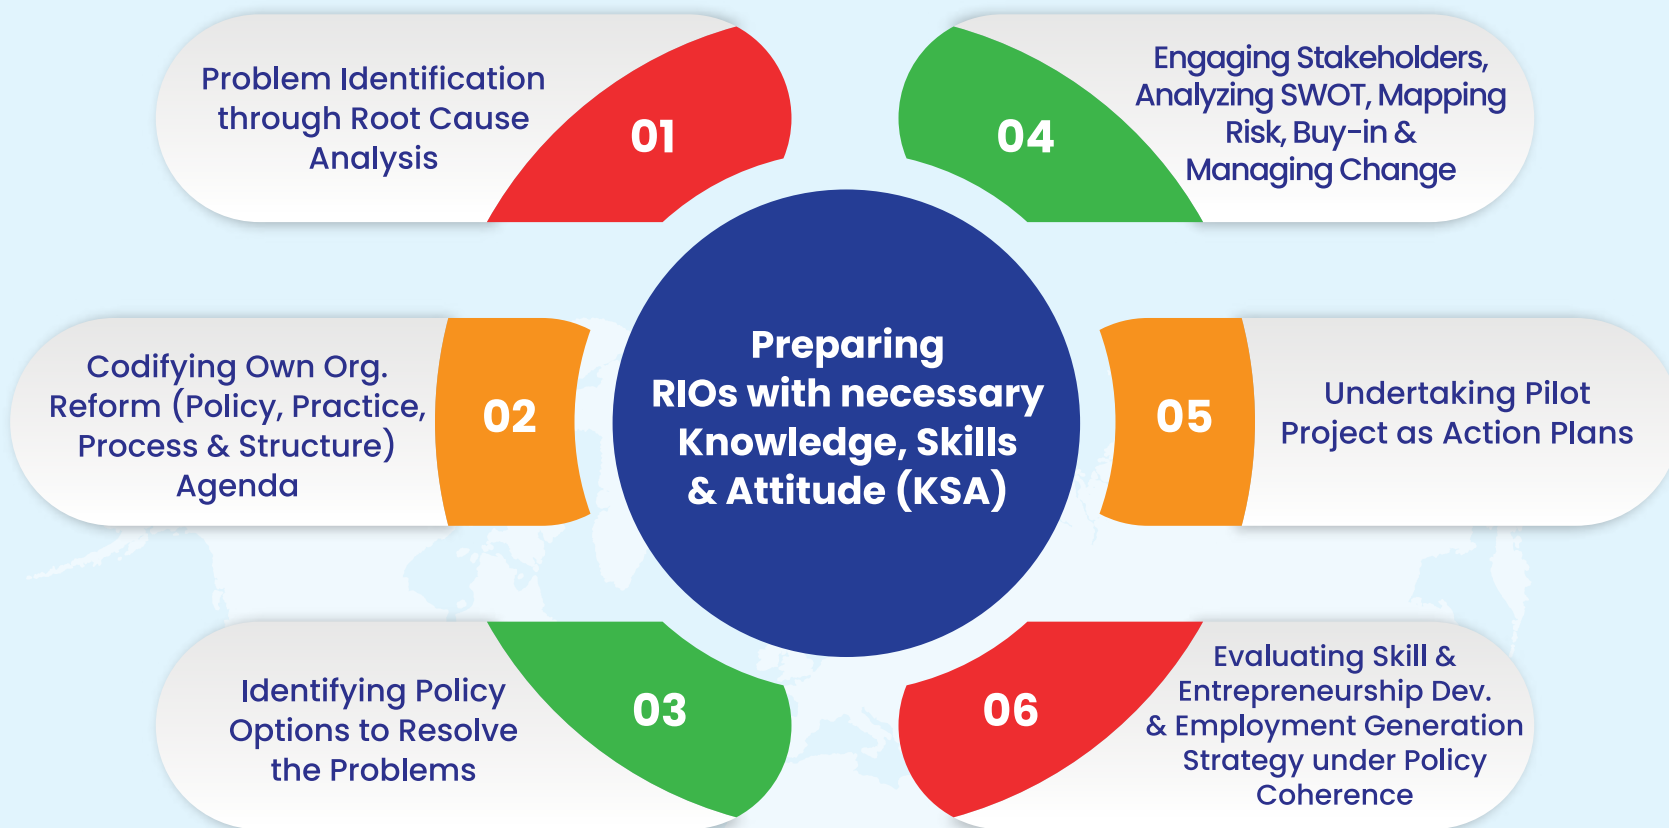 Problem Identification
through Root Cause
Analysis
01
Codifying Own Org.
Reform (Policy, Practice,
Process & Structure)
Agenda
02
Identifying Policy
Options to Resolve
the Problems
03
Preparing
RIOs with necessary
Knowledge, Skills
& Attitude (KSA)
04
Engaging Stakeholders,
Analyzing SWOT, Mapping
Risk, Buy-in &
Managing Change
05
Undertaking Pilot
Project as Action Plans
06
Evaluating Skill &
Entrepreneurship Dev.
& Employment Generation
Strategy under Policy
Coherence